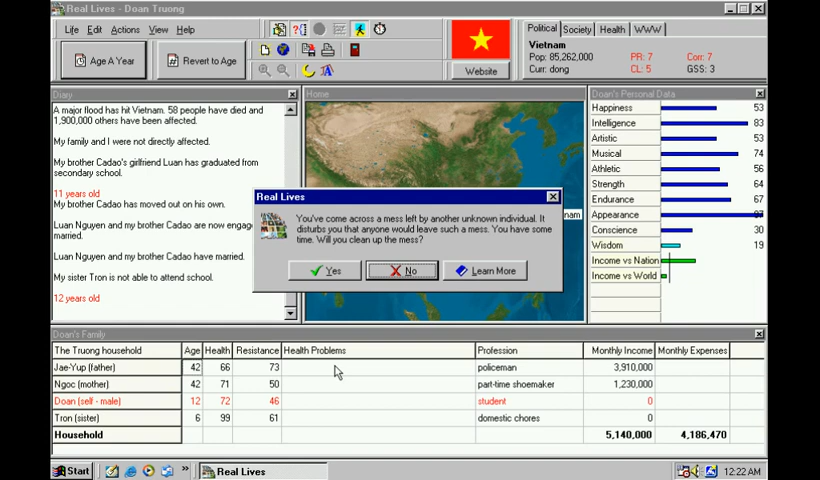 Real Lives - Doan Truong
Life Edit Actions View Help
Age A Year
Revert to Age
Website
Political Society Health WWW
Vietnam
Pop: 85,262,000 PR: 7 Corr: 7
Curr: dong CL: 5 GSS: 3
Diary
A major flood has hit Vietnam. 58 people have died and
1,900,000 others have been affected.
My family and I were not directly affected.
My brother Cadao's girlfriend Luan has graduated from
secondary school.
11 years old
My brother Cadao has moved out on his own.
Luan Nguyen and my brother Cadao are now engage
married.
Luan Nguyen and my brother Cadao have married.
My sister Tron is not able to attend school.
12 years old
Home
nam
Real Lives
You've come across a mess left by another unknown individual. It
disturbs you that anyone would leave such a mess. You have some
time. Will you clean up the mess?
Yes
No
Learn More
Doan's Personal Data
Happiness 53
Intelligence 83
Artistic 53
Musical 74
Athletic 56
Strength 64
Endurance 67
Appearance
Conscience 30
Wisdom 19
Income vs Nation
Income vs World
Doan's Family
The Truong household Age Health Resistance Health Problems Profession Monthly Income Monthly Expenses
Jae-Yup (father) 42 66 73 policeman 3,910,000
Ngoc (mother) 42 71 50 part-time shoemaker 1,230,000
Doan (self - male) 12 72 46 student 0
Tron (sister) 6 99 61 domestic chores 0
Household 5,140,000 4,186,470
Start
Real Lives
12:22 AM